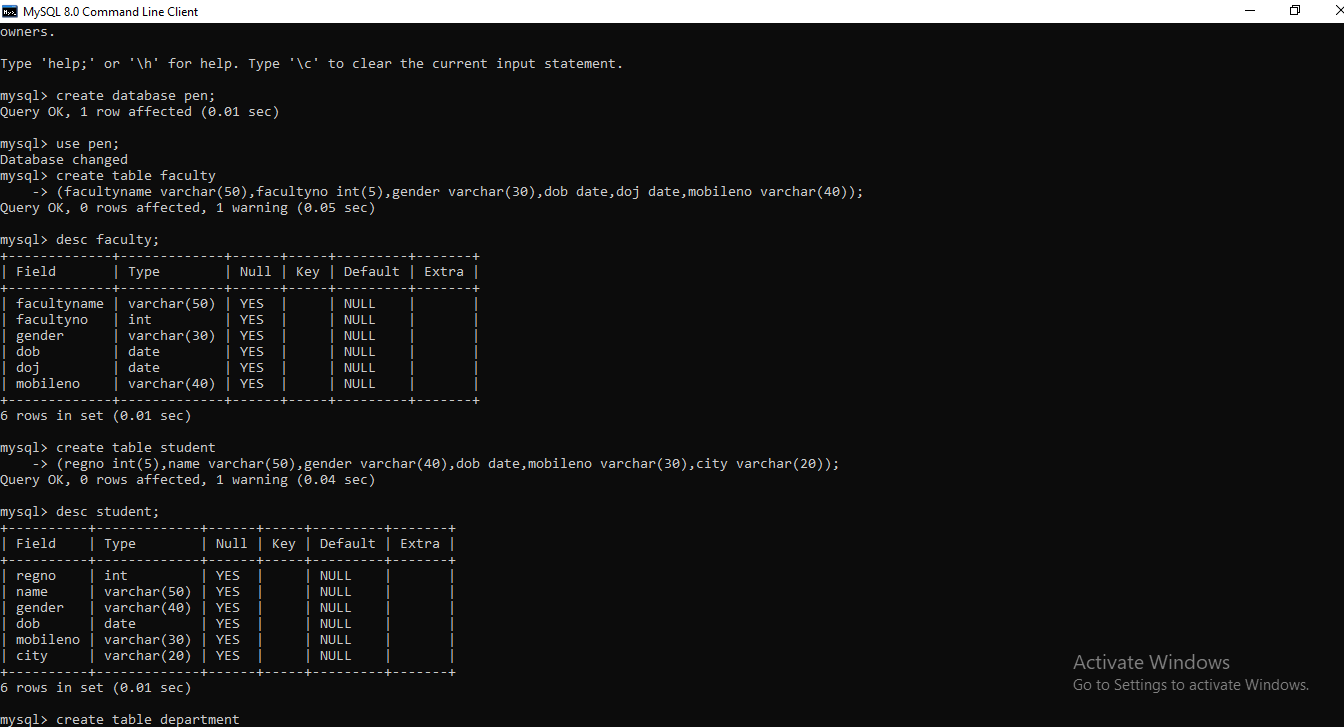 MySQL 8.0 Command Line Client
owners.
Type 'help;' or '\h' for help. Type '\c' to clear the current input statement.
mysql> create database pen;
Query OK, 1 row affected (0.01 sec)
mysql> use pen;
Database changed
mysql> create table faculty
    -> (facultyname varchar(50),facultyno int(5),gender varchar(30),dob date,doj date,mobileno varchar(40));
Query OK, 0 rows affected, 1 warning (0.05 sec)
mysql> desc faculty;
+-------------+-------------+------+-----+---------+-------+
| Field       | Type        | Null | Key | Default | Extra |
+-------------+-------------+------+-----+---------+-------+
| facultyname | varchar(50) | YES  |     | NULL    |       |
| facultyno   | int         | YES  |     | NULL    |       |
| gender      | varchar(30) | YES  |     | NULL    |       |
| dob         | date        | YES  |     | NULL    |       |
| doj         | date        | YES  |     | NULL    |       |
| mobileno    | varchar(40) | YES  |     | NULL    |       |
+-------------+-------------+------+-----+---------+-------+
6 rows in set (0.01 sec)
mysql> create table student
    -> (regno int(5),name varchar(50),gender varchar(40),dob date,mobileno varchar(30),city varchar(20));
Query OK, 0 rows affected, 1 warning (0.04 sec)
mysql> desc student;
+----------+-------------+------+-----+---------+-------+
| Field    | Type        | Null | Key | Default | Extra |
+----------+-------------+------+-----+---------+-------+
| regno    | int         | YES  |     | NULL    |       |
| name     | varchar(50) | YES  |     | NULL    |       |
| gender   | varchar(40) | YES  |     | NULL    |       |
| dob      | date        | YES  |     | NULL    |       |
| mobileno | varchar(30) | YES  |     | NULL    |       |
| city     | varchar(20) | YES  |     | NULL    |       |
+----------+-------------+------+-----+---------+-------+
6 rows in set (0.01 sec)
mysql> create table department
Activate Windows
Go to Settings to activate Windows.